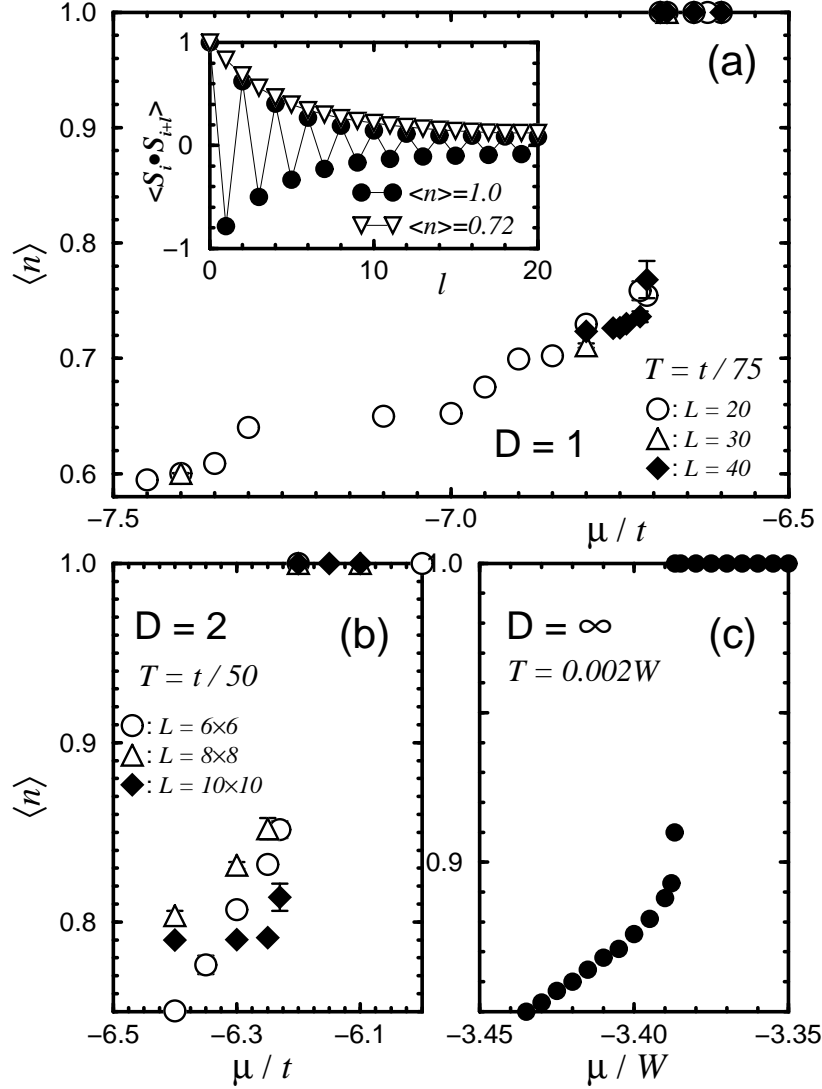 1.0
0.9
0.8
0.7
0.6
⟨n⟩
(a)
1
0
−1
<S_i•S_{i+l}>
<n>=1.0
<n>=0.72
0 10 20
l
T = t / 75
: L = 20
: L = 30
: L = 40
D = 1
−7.5 −7.0 −6.5
μ / t
1.0
0.9
0.8
⟨n⟩
D = 2
(b)
T = t / 50
: L = 6×6
: L = 8×8
: L = 10×10
−6.5 −6.3 −6.1
μ / t
1.0
0.9
D = ∞
(c)
T = 0.002W
−3.45 −3.40 −3.35
μ / W